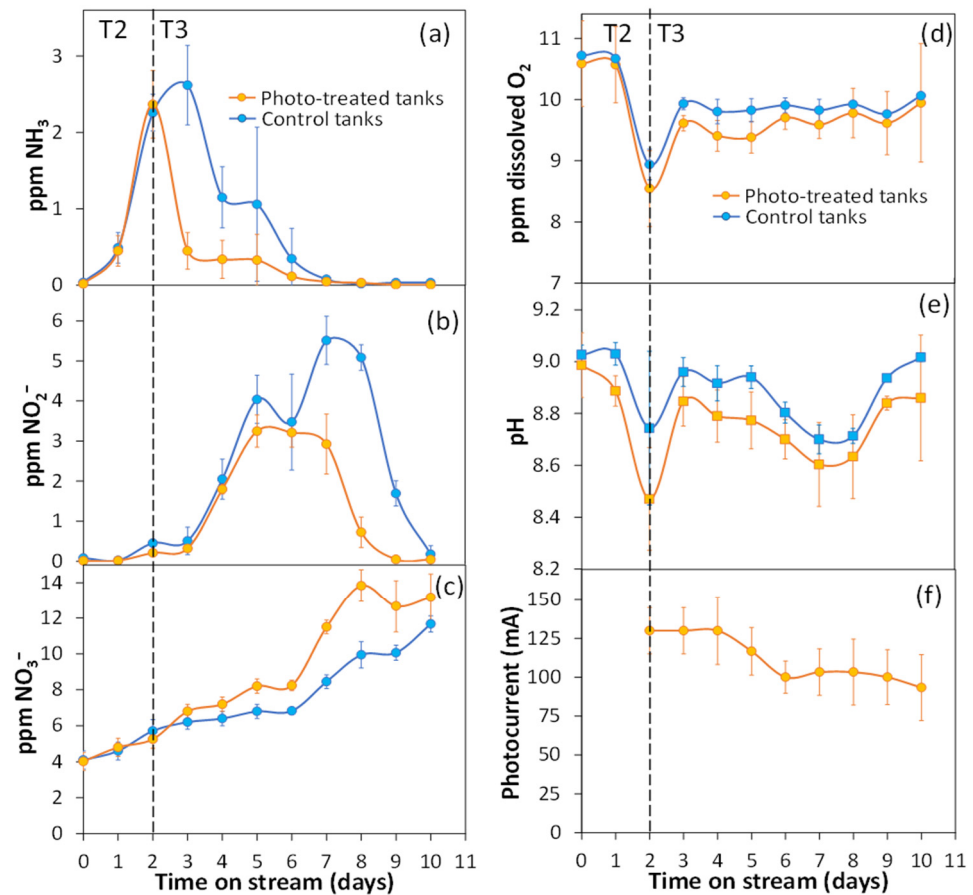 T2 T3
(a)
3
2
1
0
ppm NH₃
Photo-treated tanks
Control tanks
(b)
6
5
4
3
2
1
0
ppm NO₂⁻
(c)
14
12
10
8
6
4
2
0
ppm NO₃⁻
0 1 2 3 4 5 6 7 8 9 10 11
Time on stream (days)
T2 T3
(d)
11
10
9
8
7
ppm dissolved O₂
Photo-treated tanks
Control tanks
(e)
9.2
9.0
8.8
8.6
8.4
8.2
pH
(f)
150
125
100
75
50
25
0
Photocurrent (mA)
0 1 2 3 4 5 6 7 8 9 10 11
Time on stream (days)